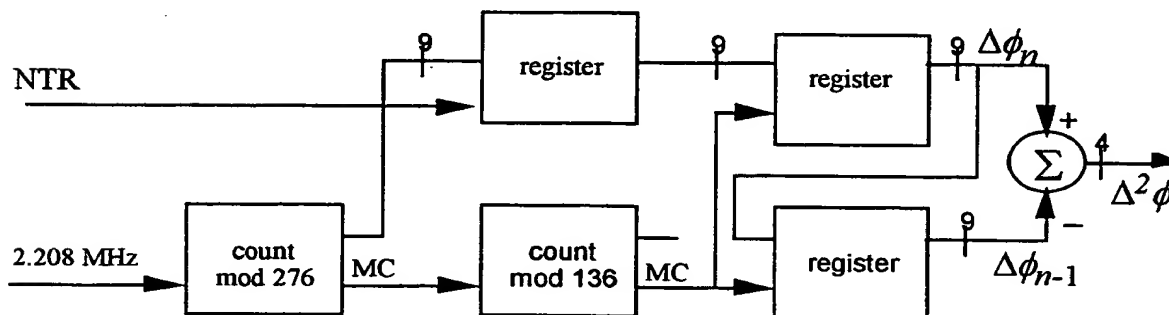 NTR
9
register
9
register
9
Δϕn
+
Σ
4
Δ²ϕ
−
2.208 MHz
count
mod 276
MC
count
mod 136
MC
register
9
Δϕn-1